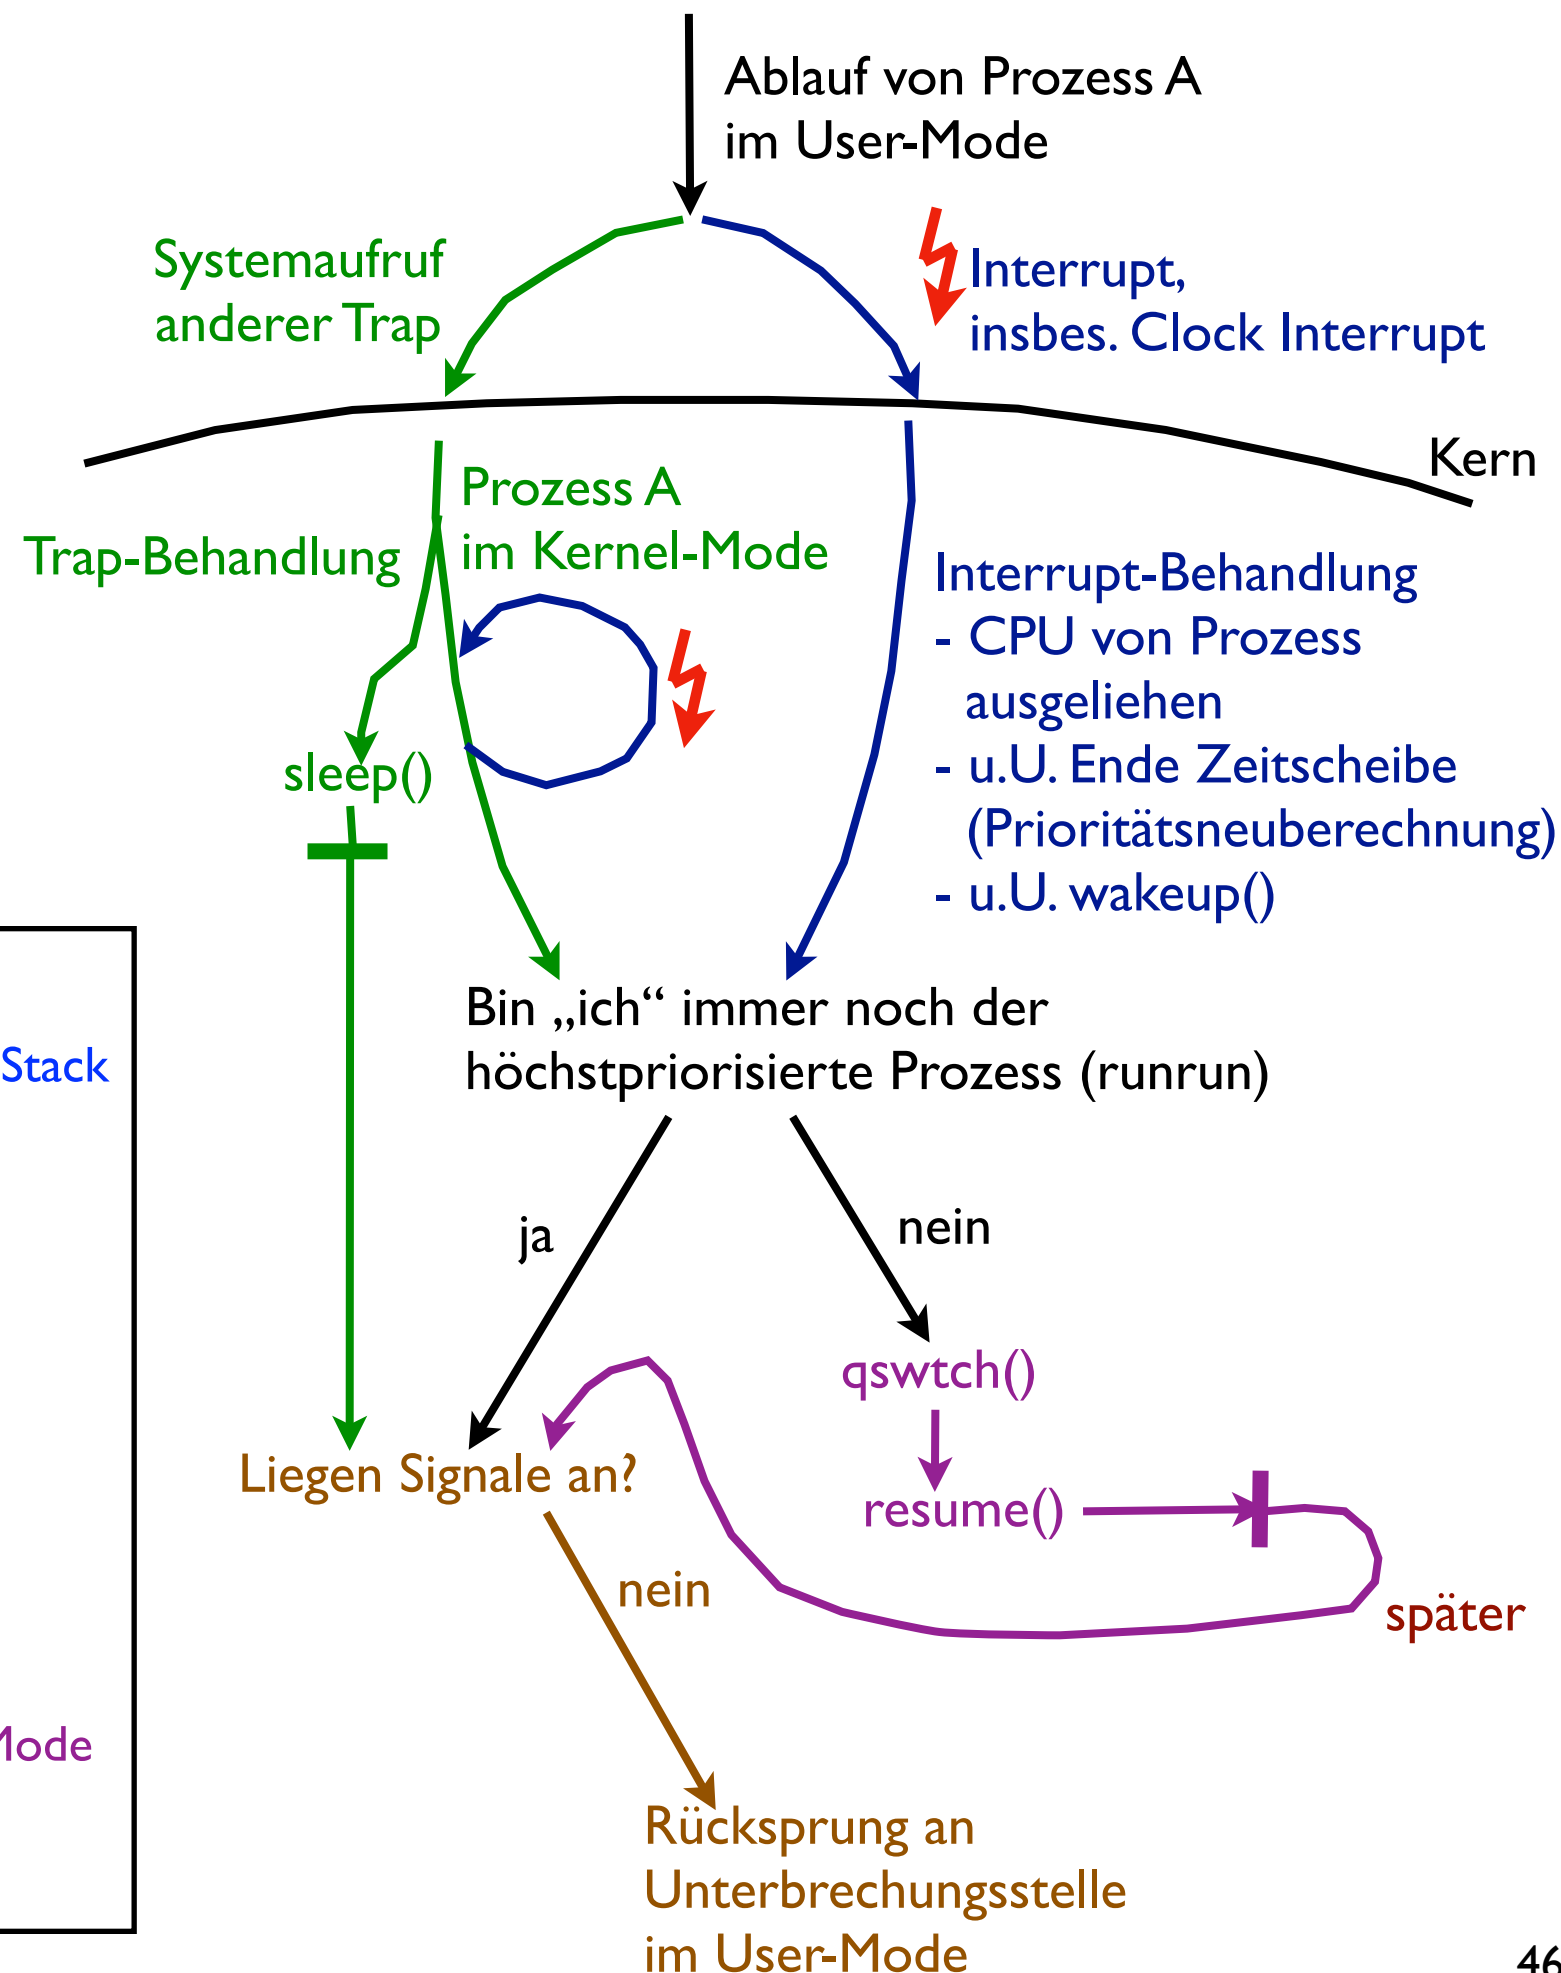 Ablauf von Prozess A
im User-Mode
Systemaufruf
anderer Trap
Interrupt,
insbes. Clock Interrupt
Kern
Prozess A
im Kernel-Mode
Trap-Behandlung
Interrupt-Behandlung
- CPU von Prozess
ausgeliehen
- u.U. Ende Zeitscheibe
(Prioritätsneuberechnung)
- u.U. wakeup()
sleep()
Bin „ich“ immer noch der
höchstpriorisierte Prozess (runrun)
Stack
ja
nein
qswtch()
Liegen Signale an?
resume()
nein
später
Mode
Rücksprung an
Unterbrechungsstelle
im User-Mode
46